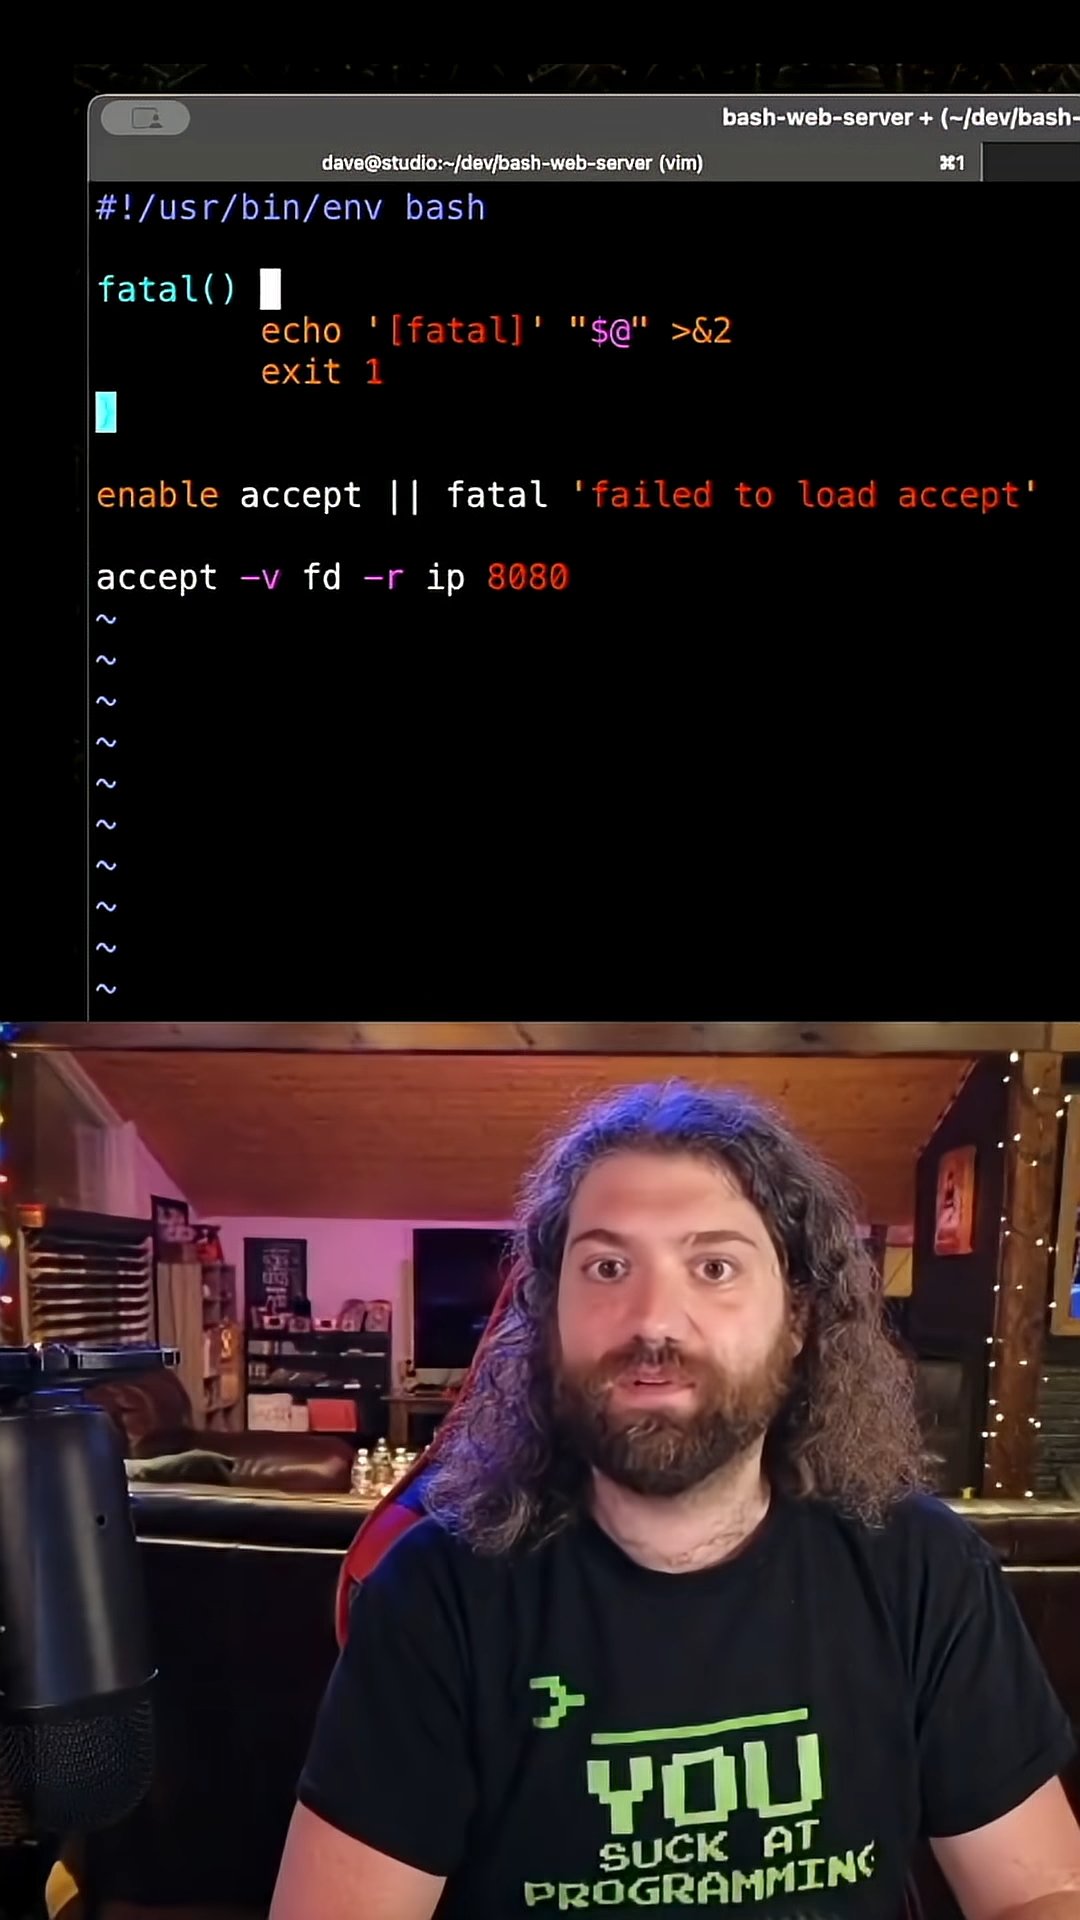 bash-web-server + (~/dev/bash-
dave@studio:~/dev/bash-web-server (vim)
⌘1
#!/usr/bin/env bash
fatal()
echo '[fatal]' "$@" >&2
exit 1
}
enable accept || fatal 'failed to load accept'
accept -v fd -r ip 8080
~
~
~
~
~
~
~
~
~
~
>
YOU
SUCK AT
PROGRAMMING